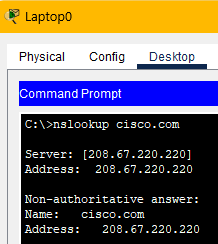 Laptop0
Physical Config Desktop
Command Prompt
C:\>nslookup cisco.com
Server: [208.67.220.220]
Address: 208.67.220.220
Non-authoritative answer:
Name: cisco.com
Address: 208.67.220.220